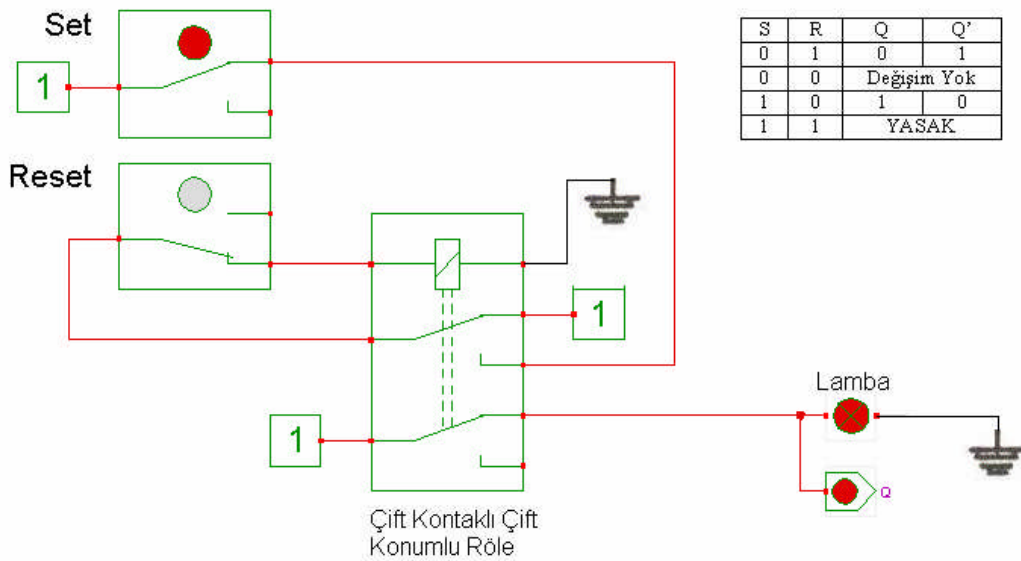 Set
1
S R Q Q’
0 1 0 1
0 0 Değişim Yok
1 0 1 0
1 1 YASAK
Reset
1
Lamba
1
Q
Çift Kontaklı Çift
Konumlu Röle